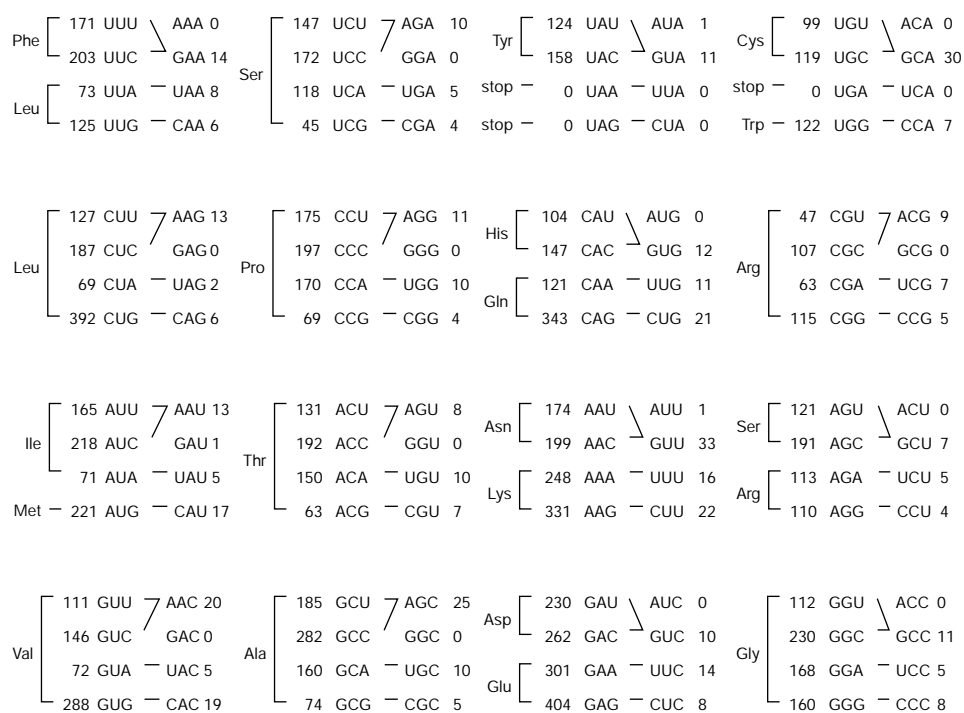 Phe 171 UUU AAA 0 147 UCU AGA 10 Tyr 124 UAU AUA 1 Cys 99 UGU ACA 0
203 UUC GAA 14 Ser 172 UCC GGA 0 158 UAC GUA 11 119 UGC GCA 30
Leu 73 UUA UAA 8 118 UCA UGA 5 stop 0 UAA UUA 0 stop 0 UGA UCA 0
125 UUG CAA 6 45 UCG CGA 4 stop 0 UAG CUA 0 Trp 122 UGG CCA 7
127 CUU AAG 13 175 CCU AGG 11 His 104 CAU AUG 0 47 CGU ACG 9
Leu 187 CUC GAG 0 Pro 197 CCC GGG 0 147 CAC GUG 12 Arg 107 CGC GCG 0
69 CUA UAG 2 170 CCA UGG 10 Gln 121 CAA UUG 11 63 CGA UCG 7
392 CUG CAG 6 69 CCG CGG 4 343 CAG CUG 21 115 CGG CCG 5
165 AUU AAU 13 131 ACU AGU 8 Asn 174 AAU AUU 1 Ser 121 AGU ACU 0
Ile 218 AUC GAU 1 Thr 192 ACC GGU 0 199 AAC GUU 33 191 AGC GCU 7
71 AUA UAU 5 150 ACA UGU 10 Lys 248 AAA UUU 16 Arg 113 AGA UCU 5
Met 221 AUG CAU 17 63 ACG CGU 7 331 AAG CUU 22 110 AGG CCU 4
111 GUU AAC 20 185 GCU AGC 25 Asp 230 GAU AUC 0 112 GGU ACC 0
Val 146 GUC GAC 0 Ala 282 GCC GGC 0 262 GAC GUC 10 Gly 230 GGC GCC 11
72 GUA UAC 5 160 GCA UGC 10 Glu 301 GAA UUC 14 168 GGA UCC 5
288 GUG CAC 19 74 GCG CGC 5 404 GAG CUC 8 160 GGG CCC 8